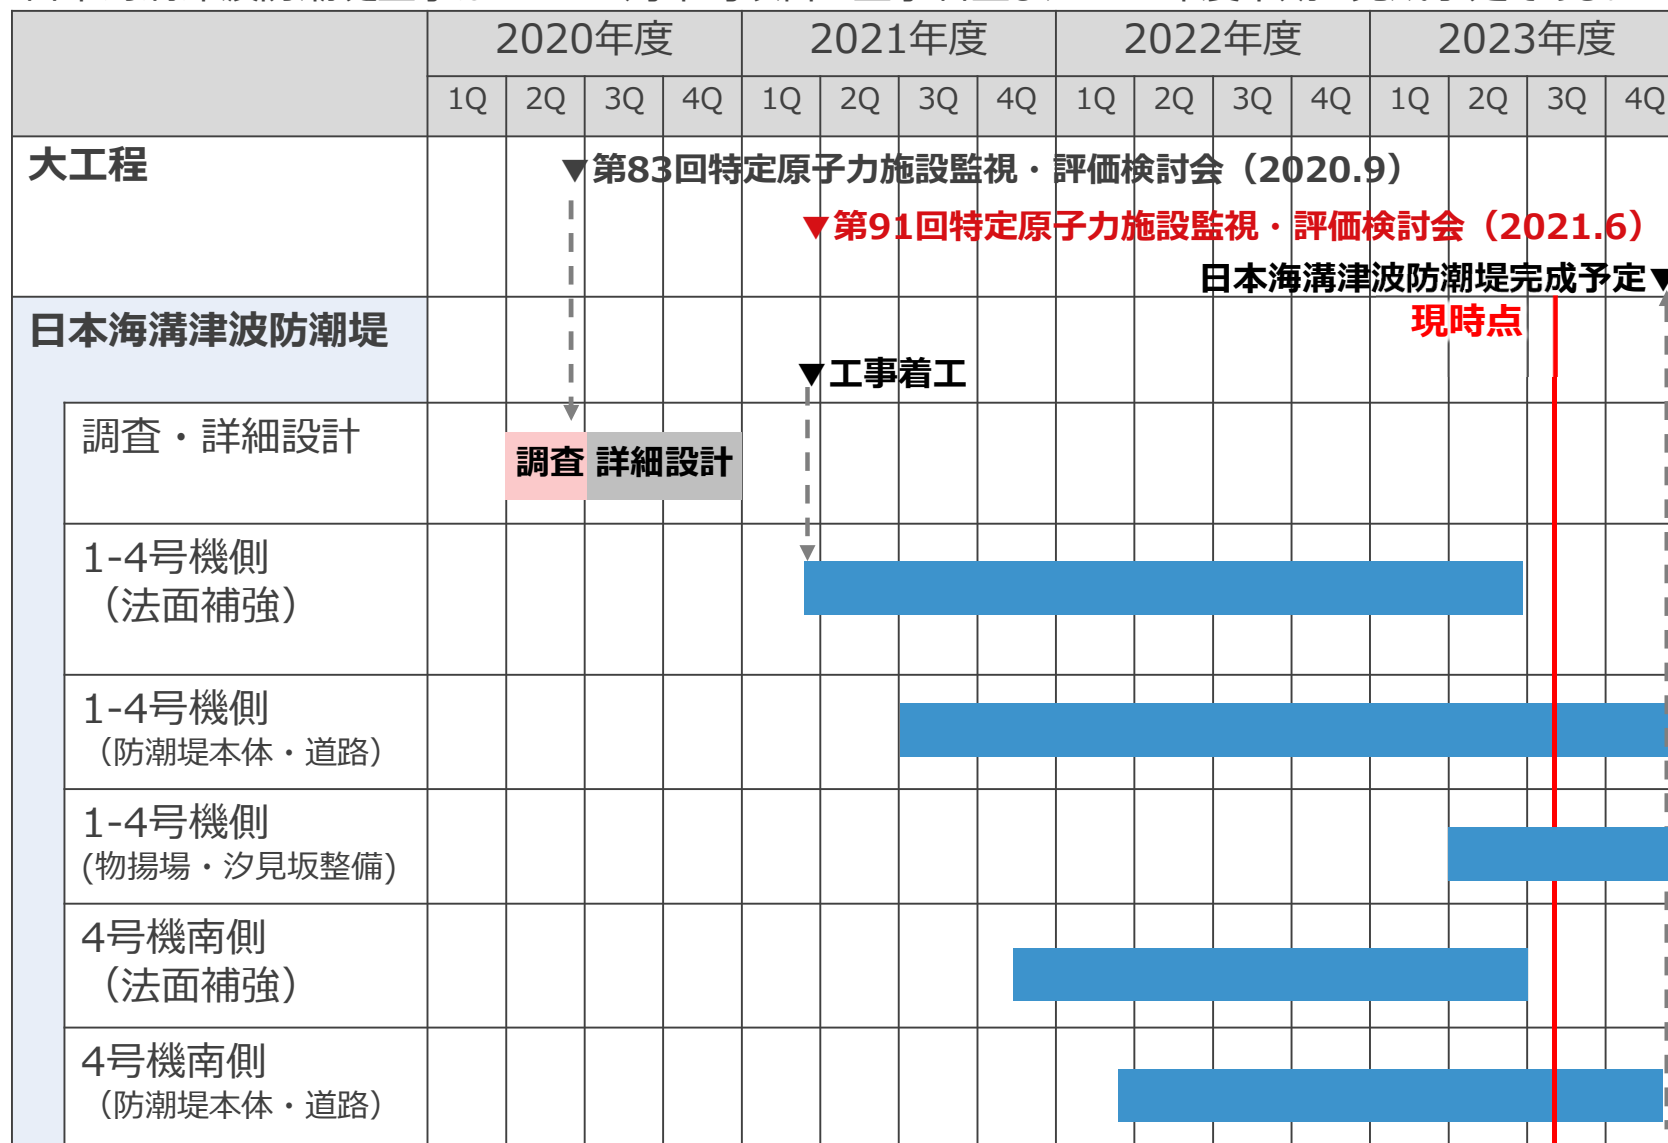 2020年度 2021年度 2022年度 2023年度
1Q 2Q 3Q 4Q 1Q 2Q 3Q 4Q 1Q 2Q 3Q 4Q 1Q 2Q 3Q 4Q
大工程
▼第83回特定原子力施設監視・評価検討会（2020.9）
▼第91回特定原子力施設監視・評価検討会（2021.6）
日本海溝津波防潮堤完成予定▼
日本海溝津波防潮堤
現時点
▼工事着工
調査・詳細設計
調査 詳細設計
1-4号機側
（法面補強）
1-4号機側
（防潮堤本体・道路）
1-4号機側
(物揚場・汐見坂整備)
4号機南側
（法面補強）
4号機南側
（防潮堤本体・道路）